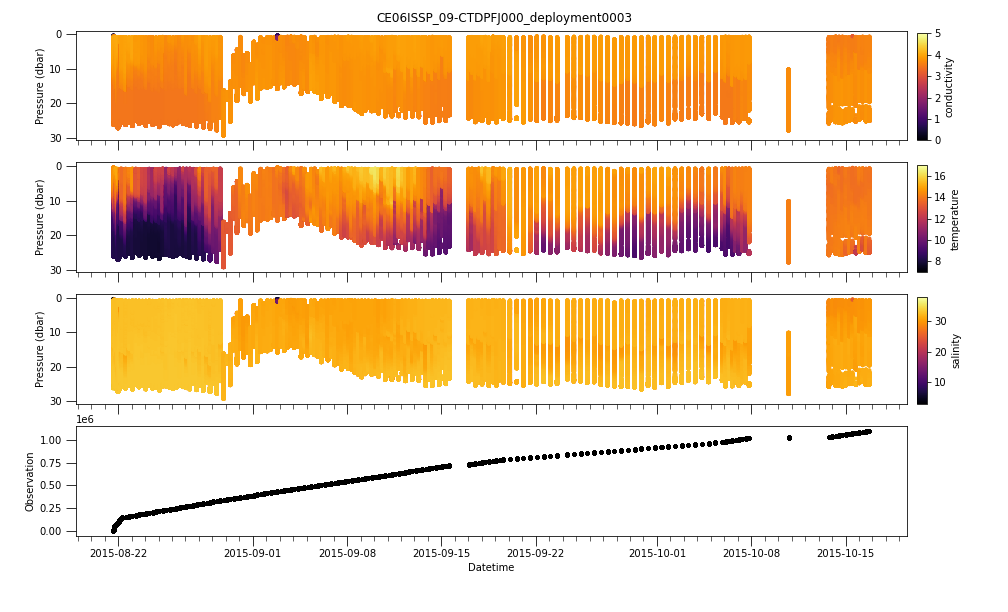 CE06ISSP_09-CTDPFJ000_deployment0003
0
10
20
30
Pressure (dbar)
5
4
3
2
1
0
conductivity
0
10
20
30
Pressure (dbar)
16
14
12
10
8
temperature
0
10
20
30
Pressure (dbar)
30
20
10
salinity
1e6
1.00
0.75
0.50
0.25
0.00
Observation
2015-08-22 2015-09-01 2015-09-08 2015-09-15 2015-09-22 2015-10-01 2015-10-08 2015-10-15
Datetime